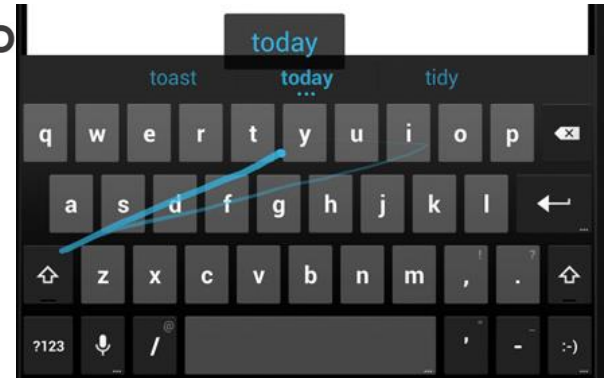 today
toast today tidy
q w e r t y u i o p
a s d f g h j k l
! ?
z x c v b n m , .
@ " _
?123 / ' - :-)